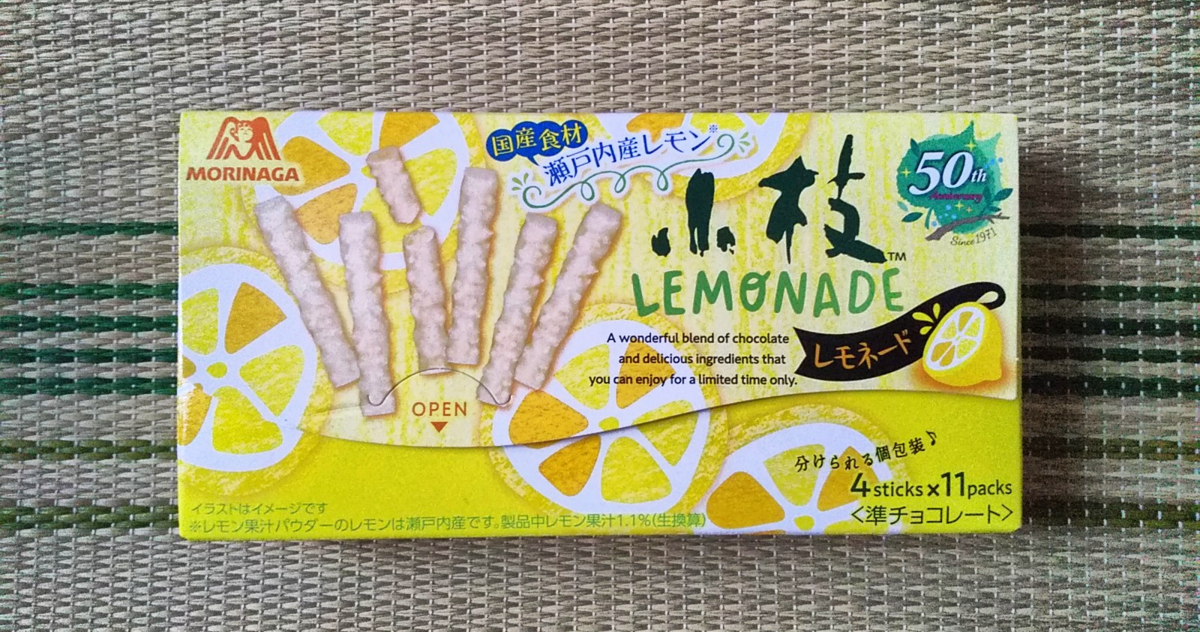 MORINAGA
国産食材
瀬戸内産レモン※
小枝™
LEMONADE
50th
Anniversary
Since 1971
A wonderful blend of chocolate
and delicious ingredients that
you can enjoy for a limited time only.
レモネード
OPEN
分けられる個包装♪
4sticks×11packs
<準チョコレート>
イラストはイメージです
※レモン果汁パウダーのレモンは瀬戸内産です。製品中レモン果汁1.1%(生換算)